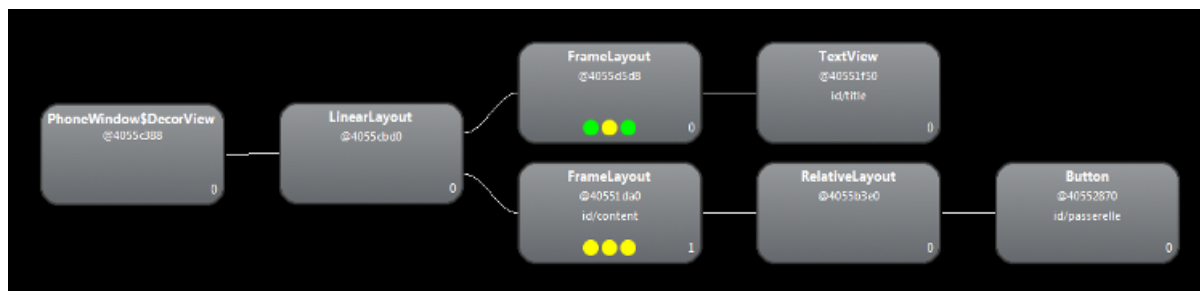 PhoneWindow$DecorView
@4055c388
0
LinearLayout
@4055cbd0
0
FrameLayout
@4055d5d8
0
TextView
@40551f50
id/title
0
FrameLayout
@40551da0
id/content
1
RelativeLayout
@4055b3e0
0
Button
@40552870
id/passerelle
0